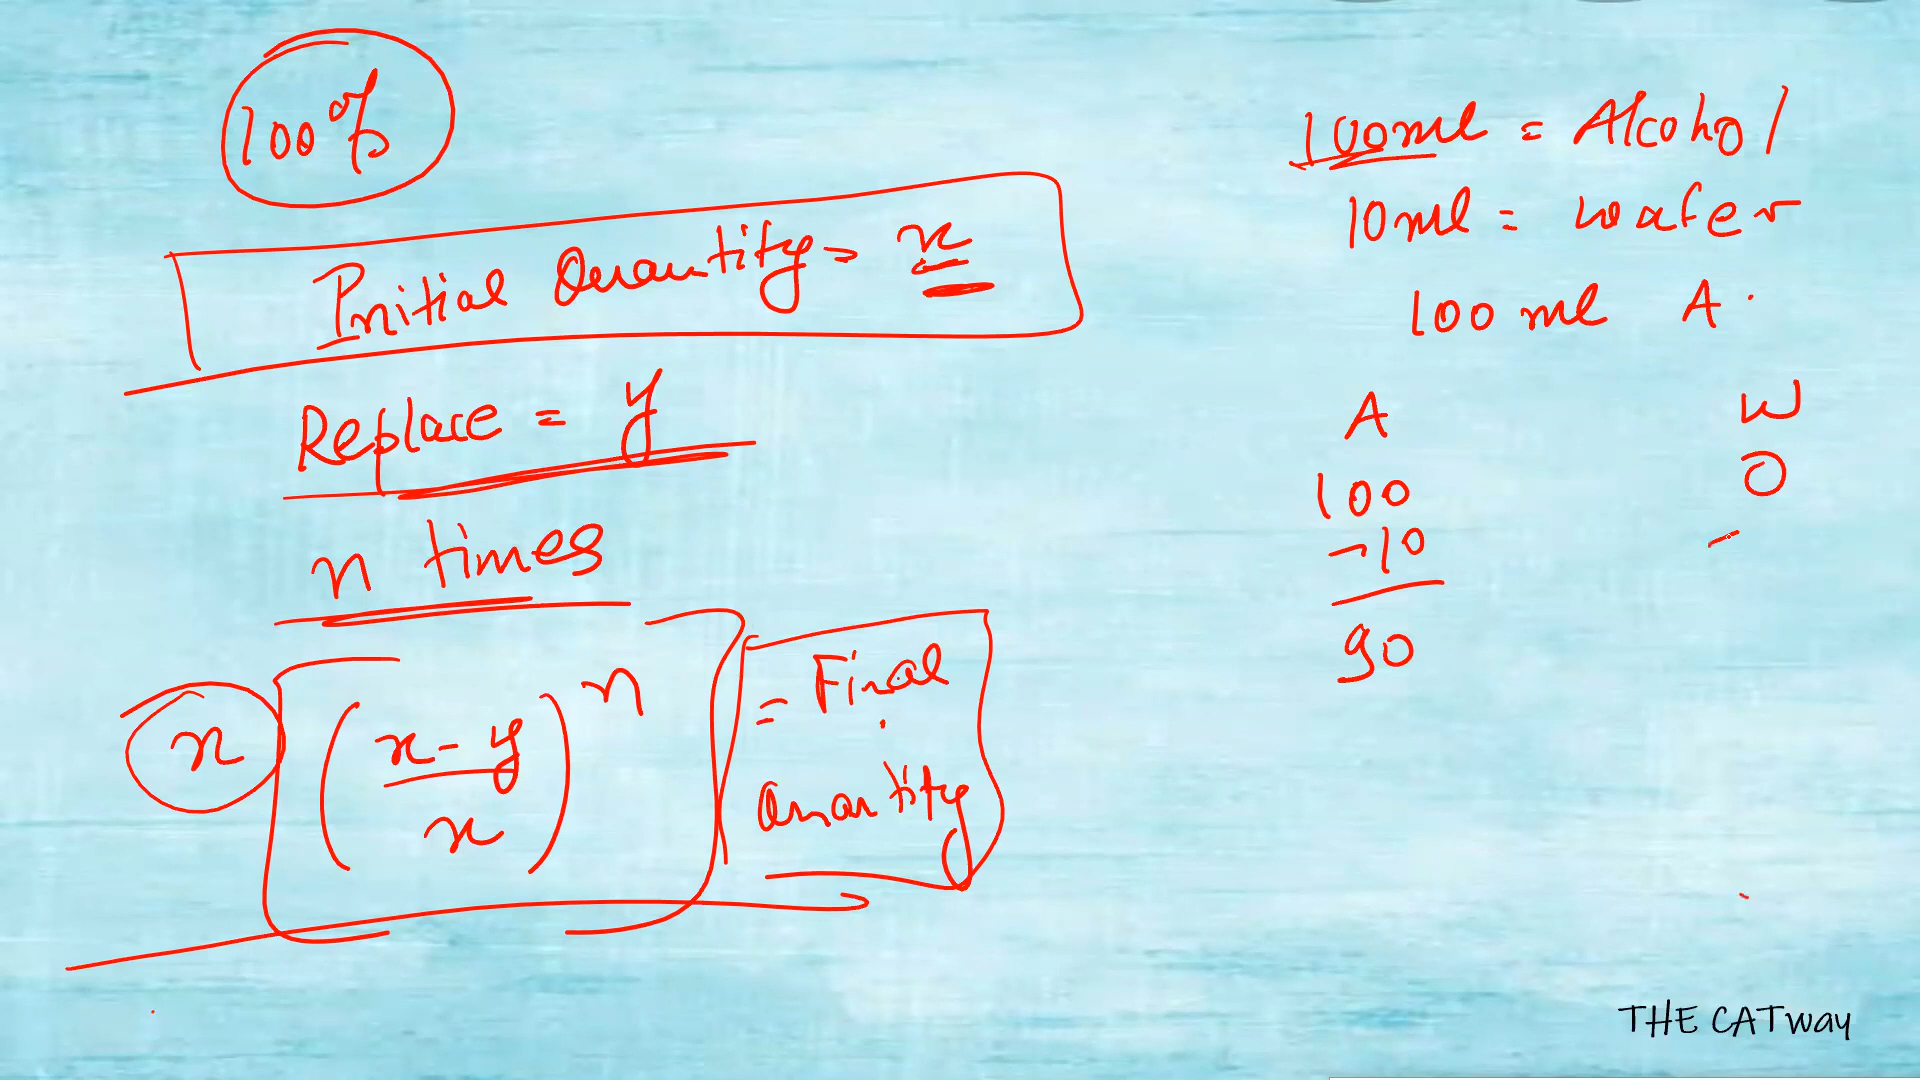 100%
Initial Quantity = x
Replace = y
n times
x (x-y / x)^n = Final Quantity
100ml = Alcohol
10ml = water
100 ml A.
A W
100 0
-10 -
90
THE CATway